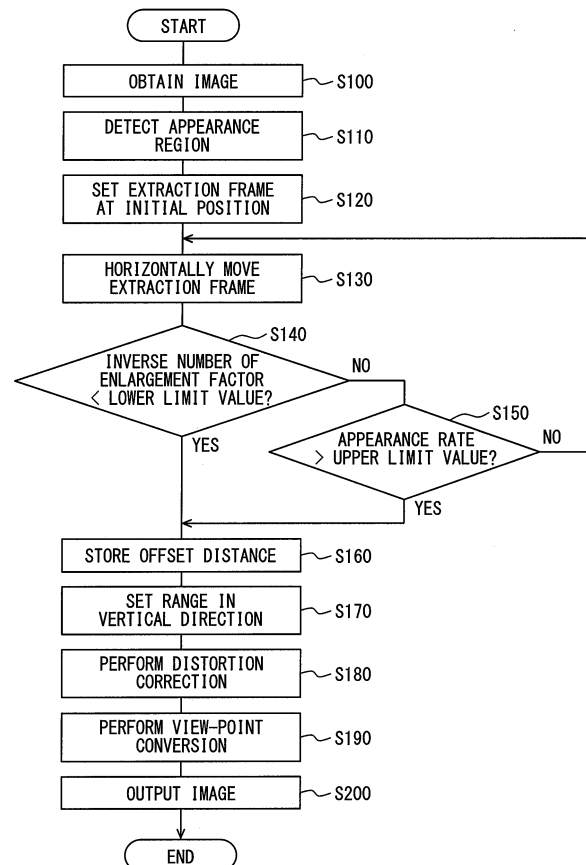 START
OBTAIN IMAGE
S100
DETECT APPEARANCE
REGION
S110
SET EXTRACTION FRAME
AT INITIAL POSITION
S120
HORIZONTALLY MOVE
EXTRACTION FRAME
S130
S140
INVERSE NUMBER OF
ENLARGEMENT FACTOR
< LOWER LIMIT VALUE?
NO
YES
S150
APPEARANCE RATE
> UPPER LIMIT VALUE?
NO
YES
STORE OFFSET DISTANCE
S160
SET RANGE IN
VERTICAL DIRECTION
S170
PERFORM DISTORTION
CORRECTION
S180
PERFORM VIEW-POINT
CONVERSION
S190
OUTPUT IMAGE
S200
END